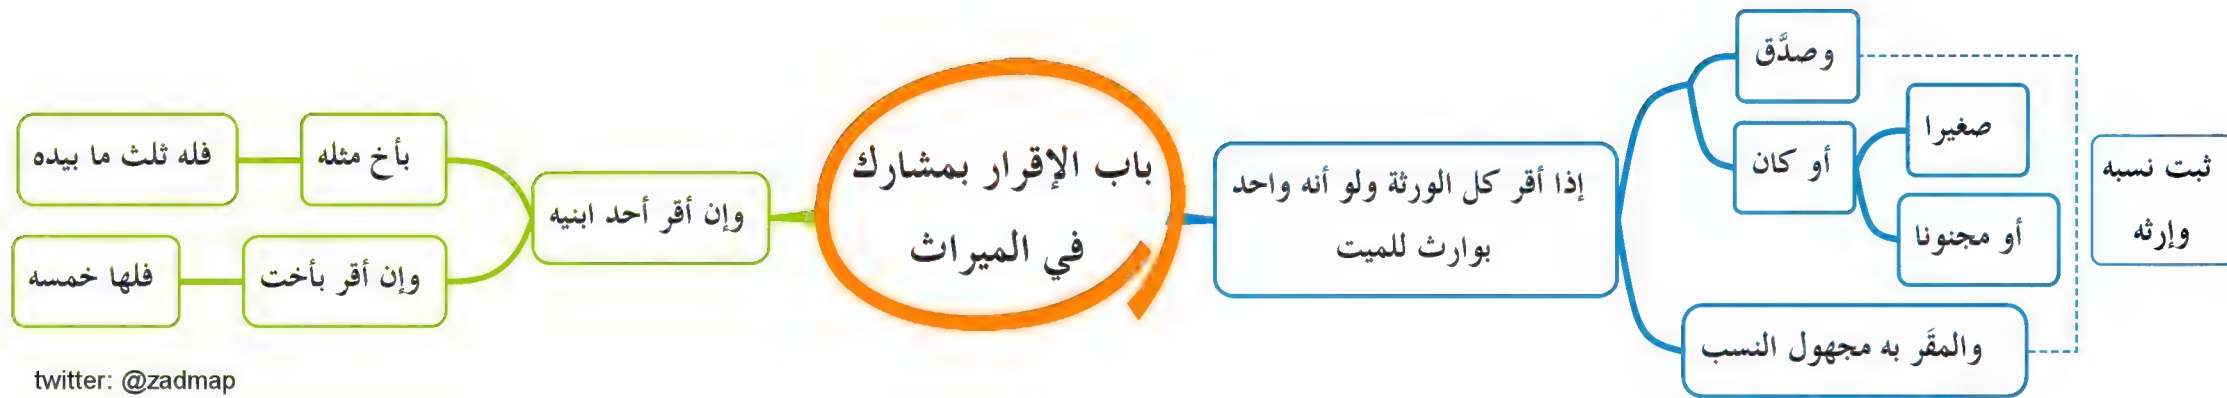 باب الإقرار بمشارك
في الميراث
إذا أقر كل الورثة ولو أنه واحد
بوارث للميت
وصدَّق
أو كان
صغيرا
أو مجنونا
والمقَر به مجهول النسب
ثبت نسبه
وإرثه
وإن أقر أحد ابنيه
بأخ مثله
فله ثلث ما بيده
وإن أقر بأخت
فلها خمسه
twitter: @zadmap